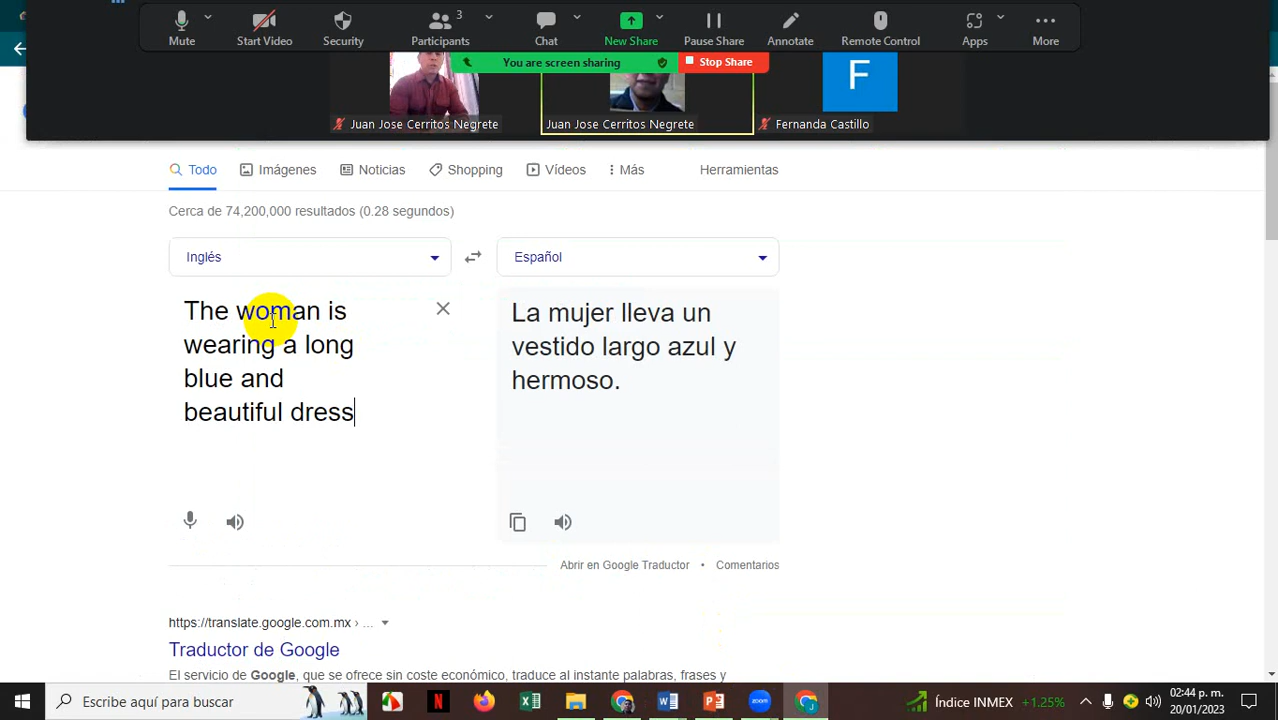 3
Mute
Start Video
Security
Participants
Chat
New Share
Pause Share
Annotate
Remote Control
Apps
More
You are screen sharing
Stop Share
F
Juan Jose Cerritos Negrete
Juan Jose Cerritos Negrete
Fernanda Castillo
Todo
Imágenes
Noticias
Shopping
Vídeos
Más
Herramientas
Cerca de 74,200,000 resultados (0.28 segundos)
Inglés
Español
The woman is
wearing a long
blue and
beautiful dress
La mujer lleva un
vestido largo azul y
hermoso.
Abrir en Google Traductor • Comentarios
https://translate.google.com.mx › ...
Traductor de Google
El servicio de Google, que se ofrece sin coste económico, traduce al instante palabras, frases y
Escribe aquí para buscar
N
zoom
Índice INMEX +1.25%
02:44 p. m.
20/01/2023